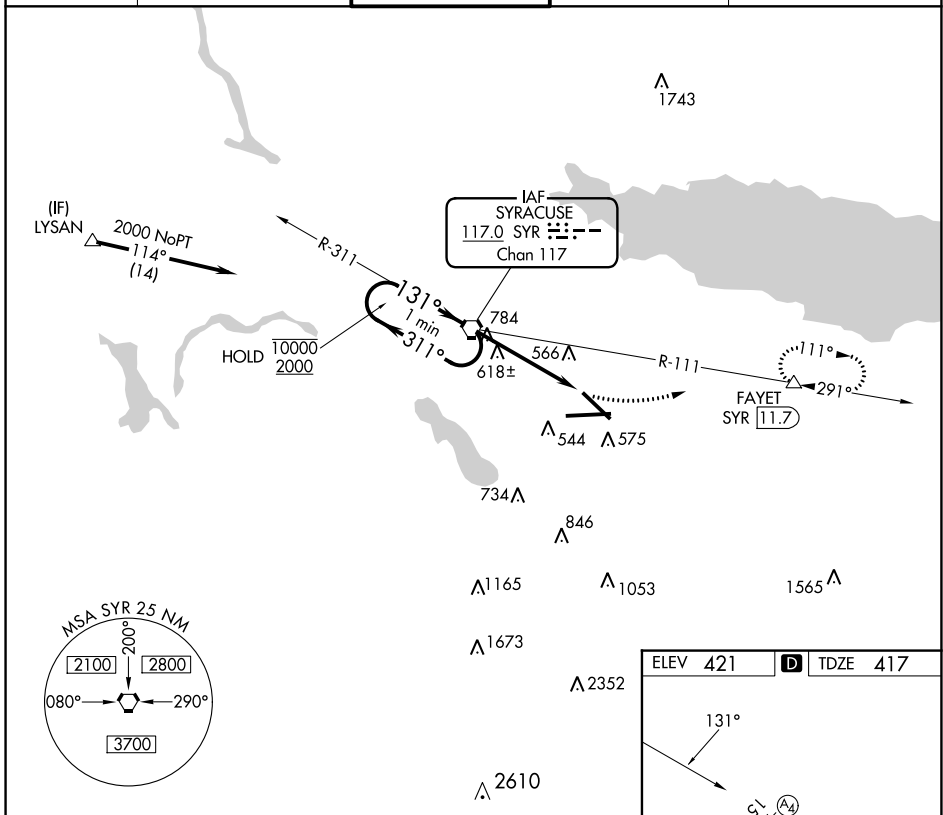 1743
(IF)
LYSAN
2000 NoPT
114°
(14)
R-311
IAF
SYRACUSE
117.0 SYR
Chan 117
131°
1 min
311°
HOLD 10000
2000
784
618±
566
R-111
111°
291°
FAYET
SYR 11.7
544
575
734
846
1165
1053
1565
1673
2352
2610
MSA SYR 25 NM
200°
2100
2800
080°
290°
3700
ELEV 421 D TDZE 417
131°
15
A4